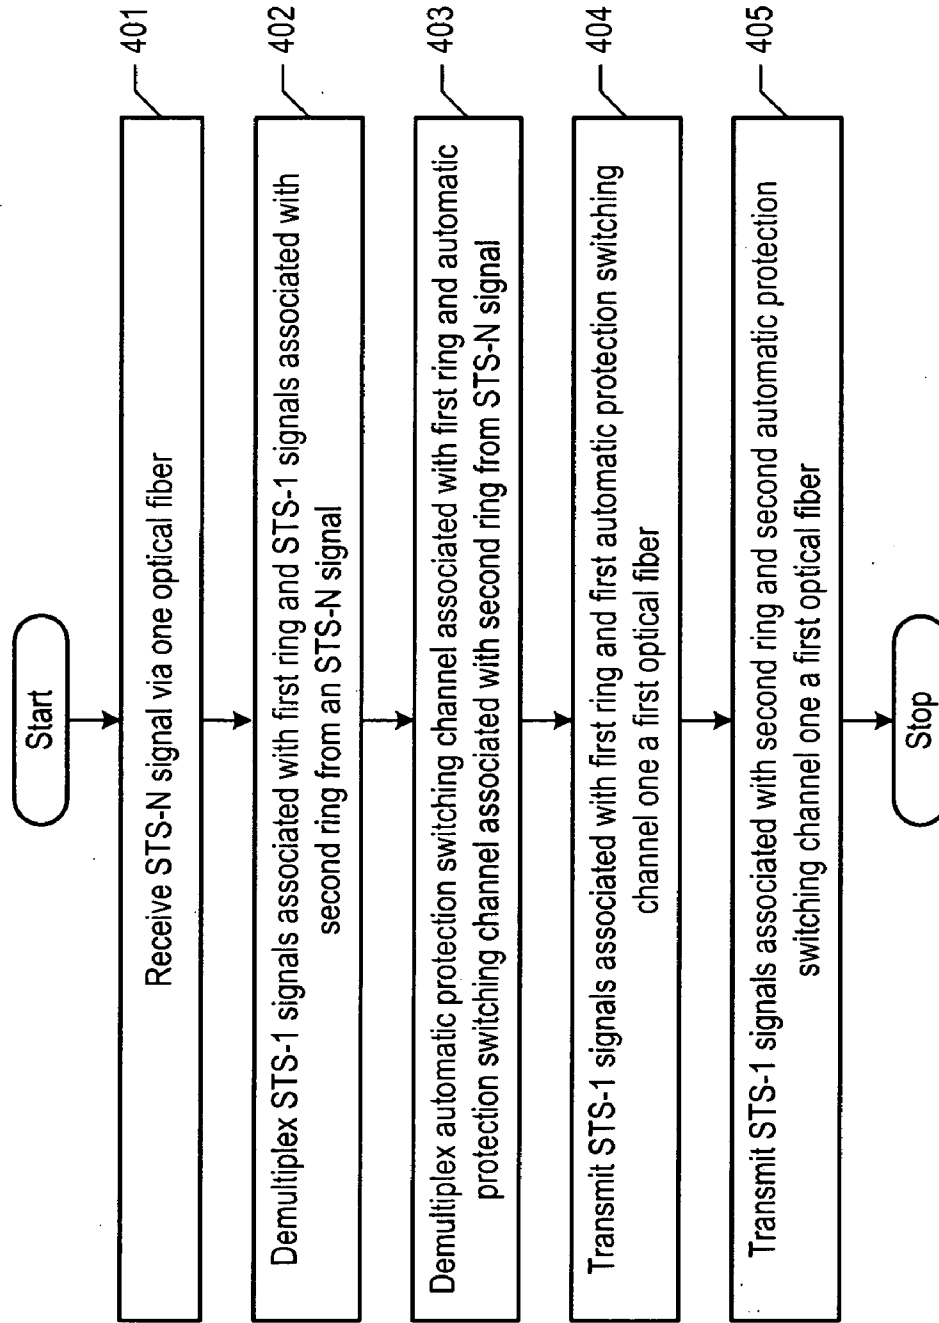 Start
401
Receive STS-N signal via one optical fiber
402
Demultiplex STS-1 signals associated with first ring and STS-1 signals associated with
second ring from an STS-N signal
403
Demultiplex automatic protection switching channel associated with first ring and automatic
protection switching channel associated with second ring from STS-N signal
404
Transmit STS-1 signals associated with first ring and first automatic protection switching
channel one a first optical fiber
405
Transmit STS-1 signals associated with second ring and second automatic protection
switching channel one a first optical fiber
Stop